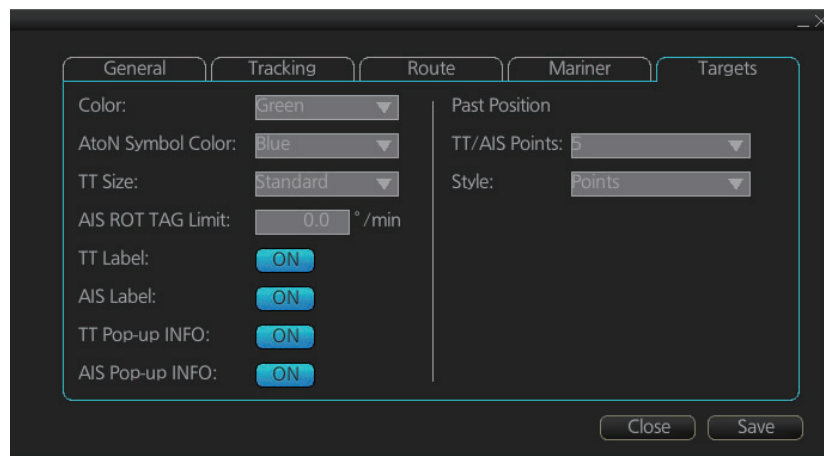 General Tracking Route Mariner Targets
Color: Green
AtoN Symbol Color: Blue
TT Size: Standard
AIS ROT TAG Limit: 0.0 °/min
TT Label: ON
AIS Label: ON
TT Pop-up INFO: ON
AIS Pop-up INFO: ON
Past Position
TT/AIS Points: 5
Style: Points
Close Save